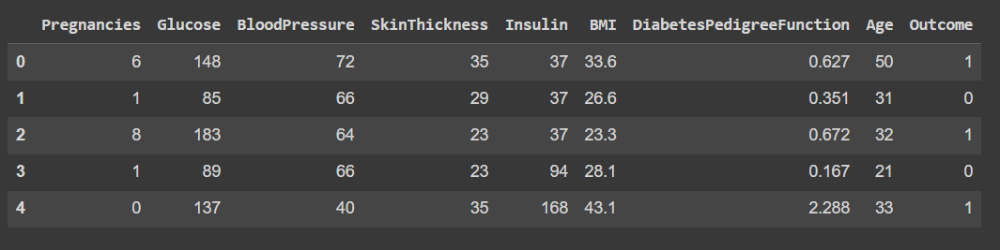 Pregnancies Glucose BloodPressure SkinThickness Insulin BMI DiabetesPedigreeFunction Age Outcome
0 6 148 72 35 37 33.6 0.627 50 1
1 1 85 66 29 37 26.6 0.351 31 0
2 8 183 64 23 37 23.3 0.672 32 1
3 1 89 66 23 94 28.1 0.167 21 0
4 0 137 40 35 168 43.1 2.288 33 1